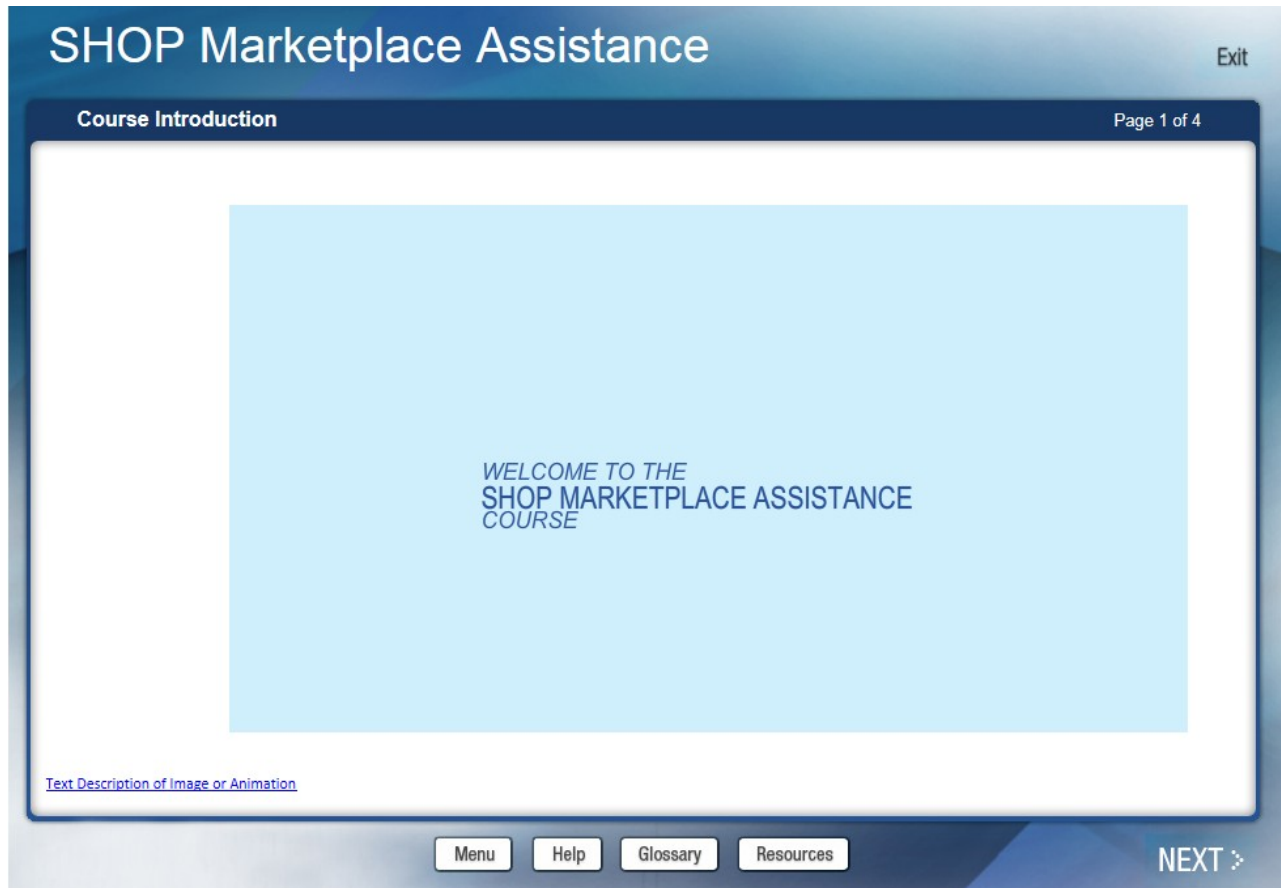 SHOP Marketplace Assistance
Exit
Course Introduction
Page 1 of 4
WELCOME TO THE
SHOP MARKETPLACE ASSISTANCE
COURSE
Text Description of Image or Animation
Menu
Help
Glossary
Resources
NEXT